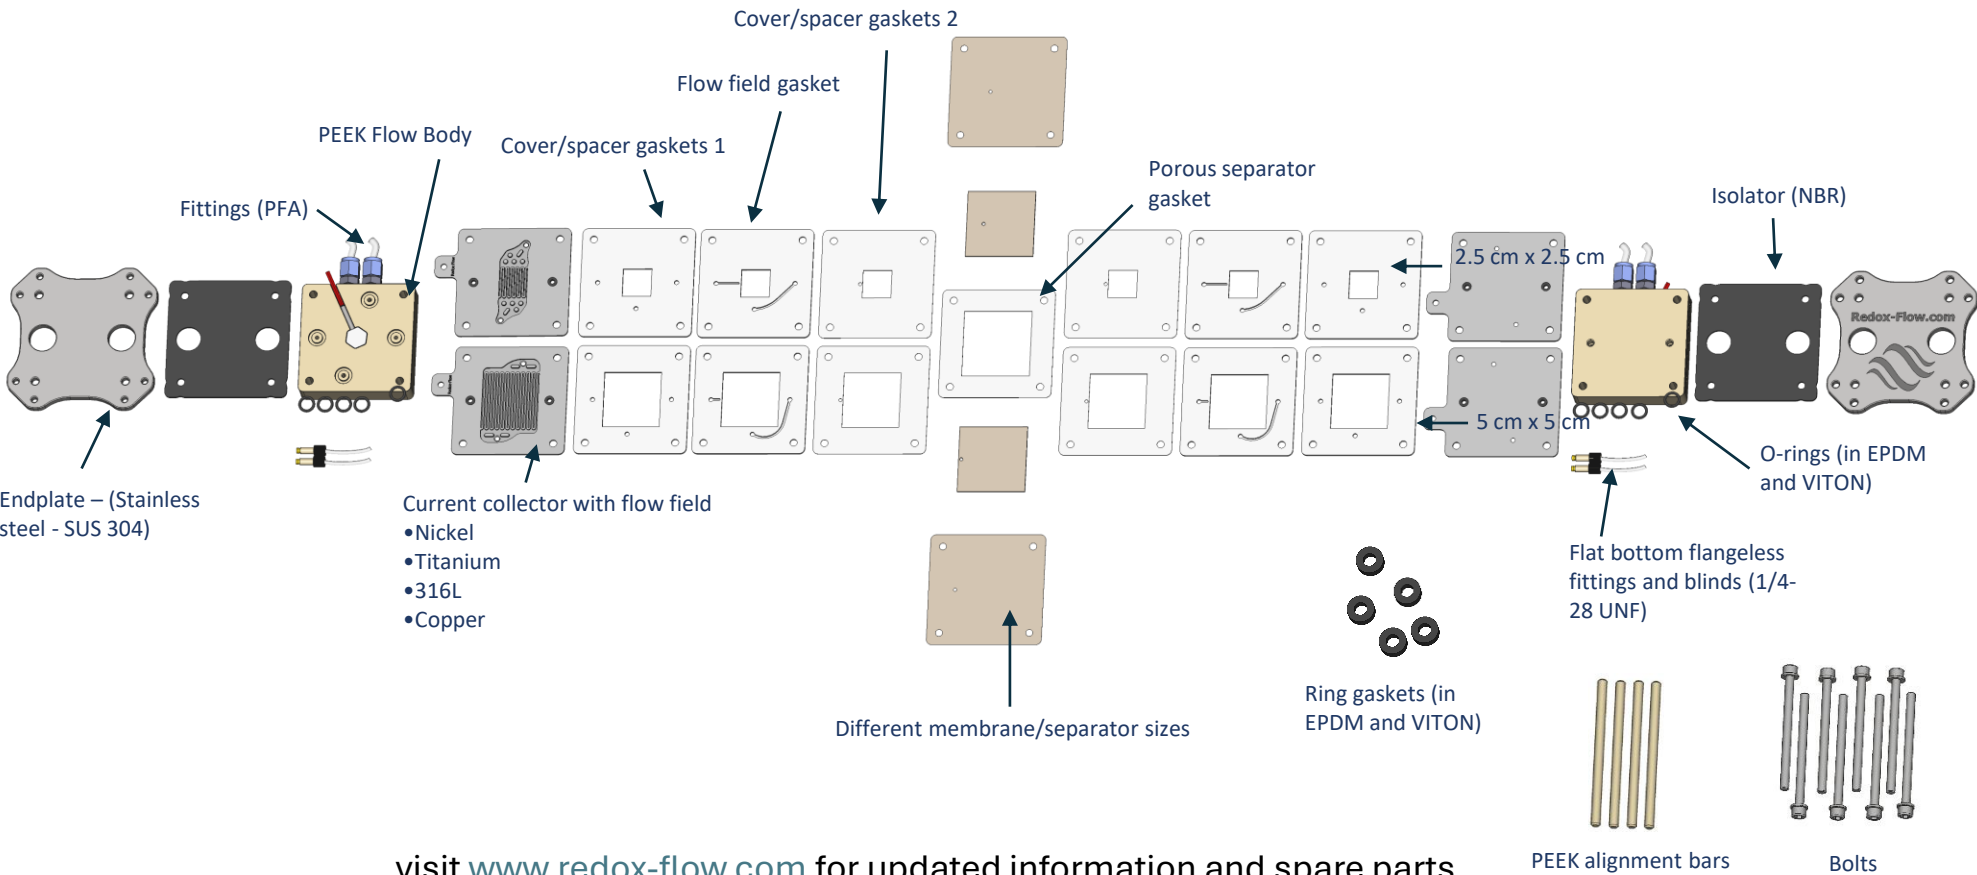 Cover/spacer gaskets 2
Flow field gasket
PEEK Flow Body
Cover/spacer gaskets 1
Porous separator
gasket
Fittings (PFA)
Isolator (NBR)
2.5 cm x 2.5 cm
Redox-Flow.com
5 cm x 5 cm
O-rings (in EPDM
and VITON)
Endplate – (Stainless
steel - SUS 304)
Current collector with flow field
•Nickel
•Titanium
•316L
•Copper
Flat bottom flangeless
fittings and blinds (1/4-
28 UNF)
Ring gaskets (in
EPDM and VITON)
Different membrane/separator sizes
PEEK alignment bars
Bolts
visit www.redox-flow.com for updated information and spare parts